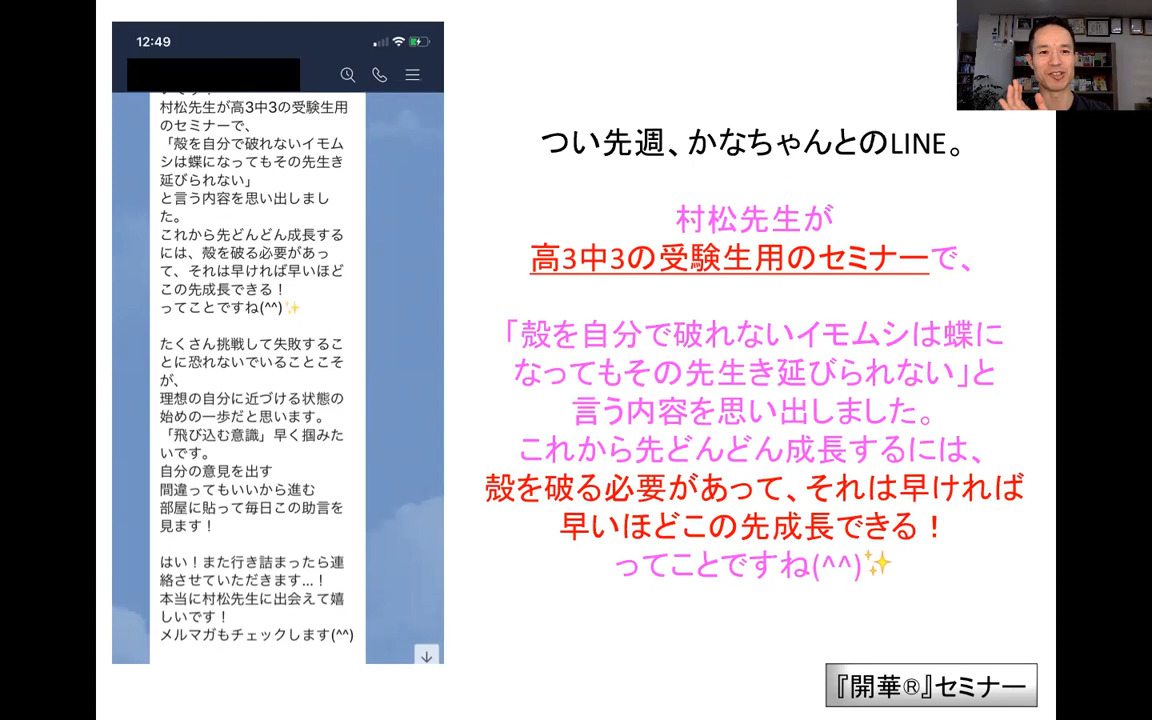 12:49
村松先生が高3中3の受験生用
のセミナーで、
「殻を自分で破れないイモム
シは蝶になってもその先生き
延びられない」
と言う内容を思い出しまし
た。
これから先どんどん成長する
には、殻を破る必要があっ
て、それは早ければ早いほど
この先成長できる！
ってことですね(^^)✨
たくさん挑戦して失敗するこ
とに恐れないでいることこそ
が、
理想の自分に近づける状態の
始めの一歩だと思います。
「飛び込む意識」早く掴みた
いです。
自分の意見を出す
間違ってもいいから進む
部屋に貼って毎日この助言を
見ます！
はい！また行き詰まったら連
絡させていただきます...！
本当に村松先生に出会えて嬉
しいです！
メルマガもチェックします(^^)
つい先週、かなちゃんとのLINE。
村松先生が
高3中3の受験生用のセミナーで、
「殻を自分で破れないイモムシは蝶に
なってもその先生き延びられない」と
言う内容を思い出しました。
これから先どんどん成長するには、
殻を破る必要があって、それは早ければ
早いほどこの先成長できる！
ってことですね(^^)✨
『開華®』セミナー